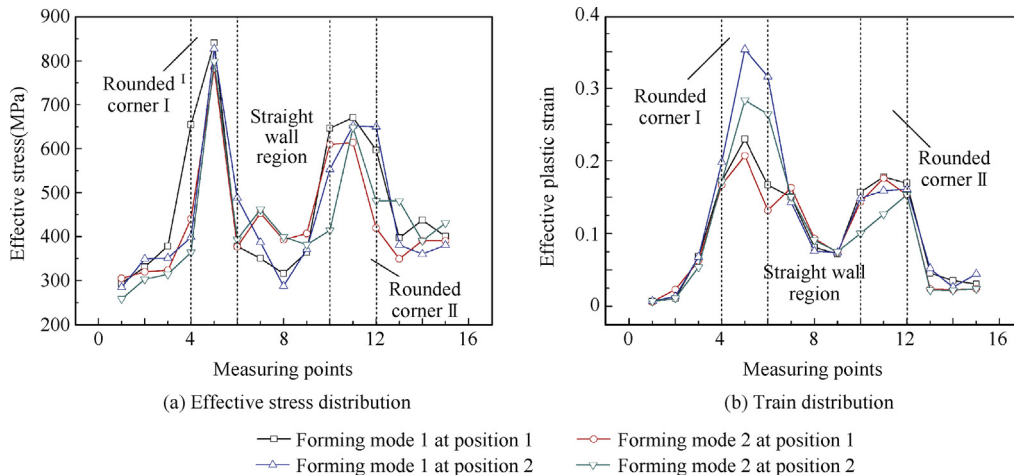 900
800
700
600
500
400
300
200
Effective stress(MPa)
0
4
8
12
16
Measuring points
Rounded I
corner I
Straight
wall
region
Rounded
corner II
(a) Effective stress distribution
0.4
0.3
0.2
0.1
0
Effective plastic strain
0
4
8
12
16
Measuring points
Rounded
corner I
Rounded
corner II
Straight wall
region
(b) Train distribution
Forming mode 1 at position 1
Forming mode 2 at position 1
Forming mode 1 at position 2
Forming mode 2 at position 2